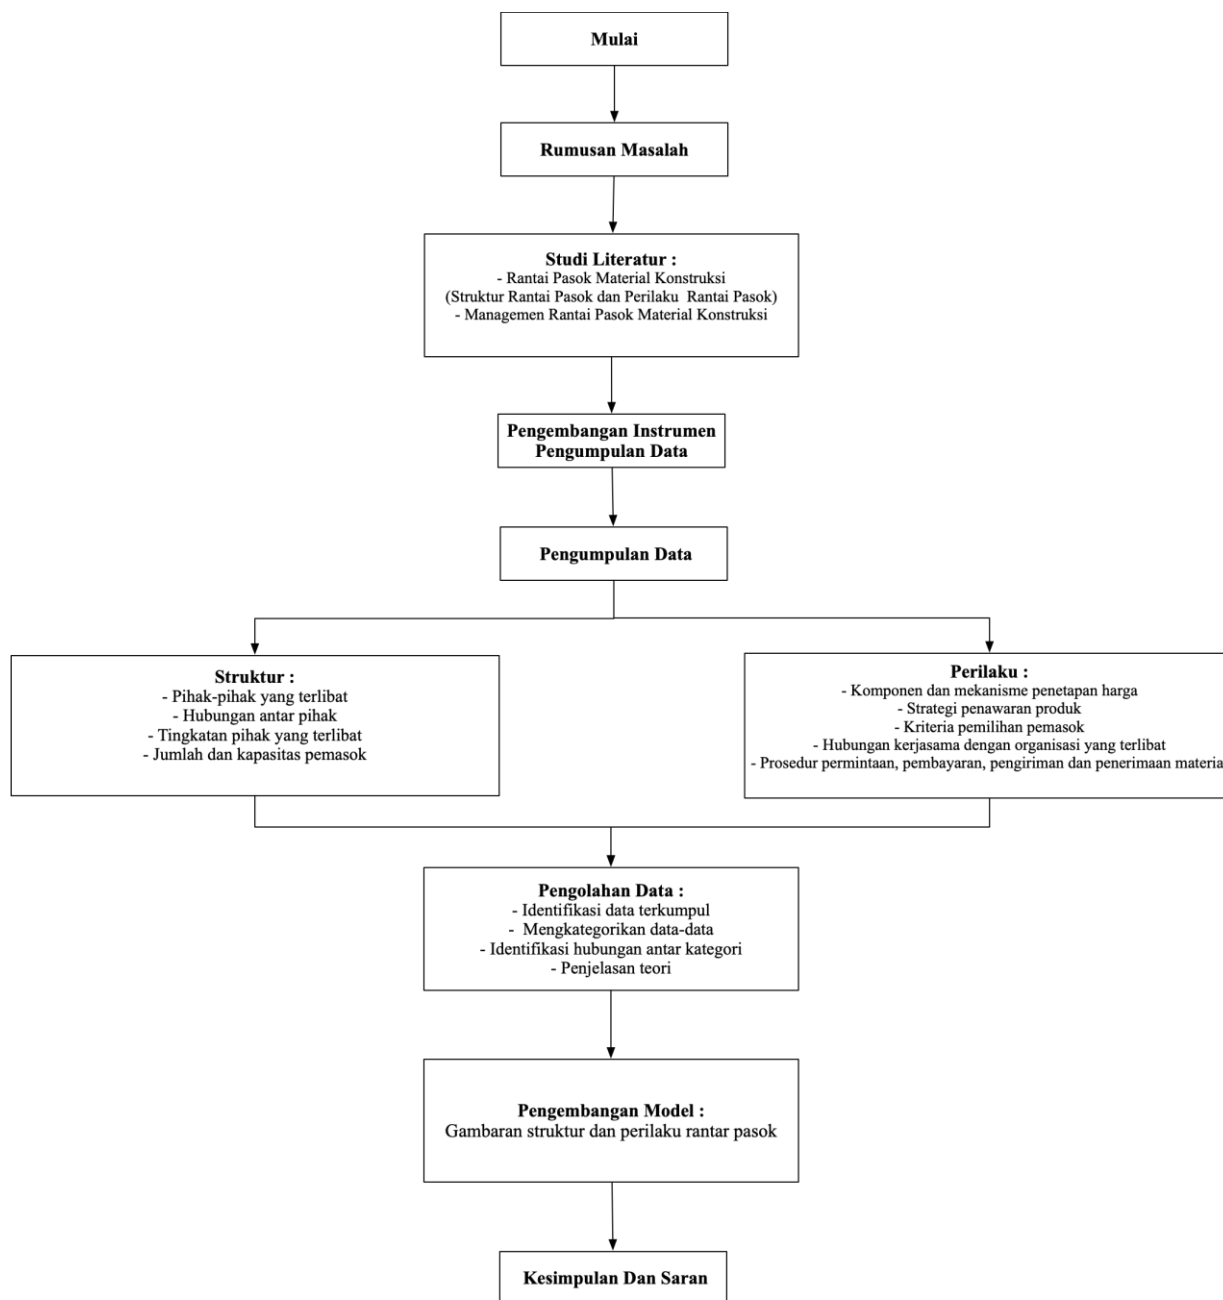 Mulai
Rumusan Masalah
Studi Literatur :
- Rantai Pasok Material Konstruksi
(Struktur Rantai Pasok dan Perilaku Rantai Pasok)
- Managemen Rantai Pasok Material Konstruksi
Pengembangan Instrumen
Pengumpulan Data
Pengumpulan Data
Struktur :
- Pihak-pihak yang terlibat
- Hubungan antar pihak
- Tingkatan pihak yang terlibat
- Jumlah dan kapasitas pemasok
Perilaku :
- Komponen dan mekanisme penetapan harga
- Strategi penawaran produk
- Kriteria pemilihan pemasok
- Hubungan kerjasama dengan organisasi yang terlibat
- Prosedur permintaan, pembayaran, pengiriman dan penerimaan materia
Pengolahan Data :
- Identifikasi data terkumpul
- Mengkategorikan data-data
- Identifikasi hubungan antar kategori
- Penjelasan teori
Pengembangan Model :
Gambaran struktur dan perilaku rantar pasok
Kesimpulan Dan Saran